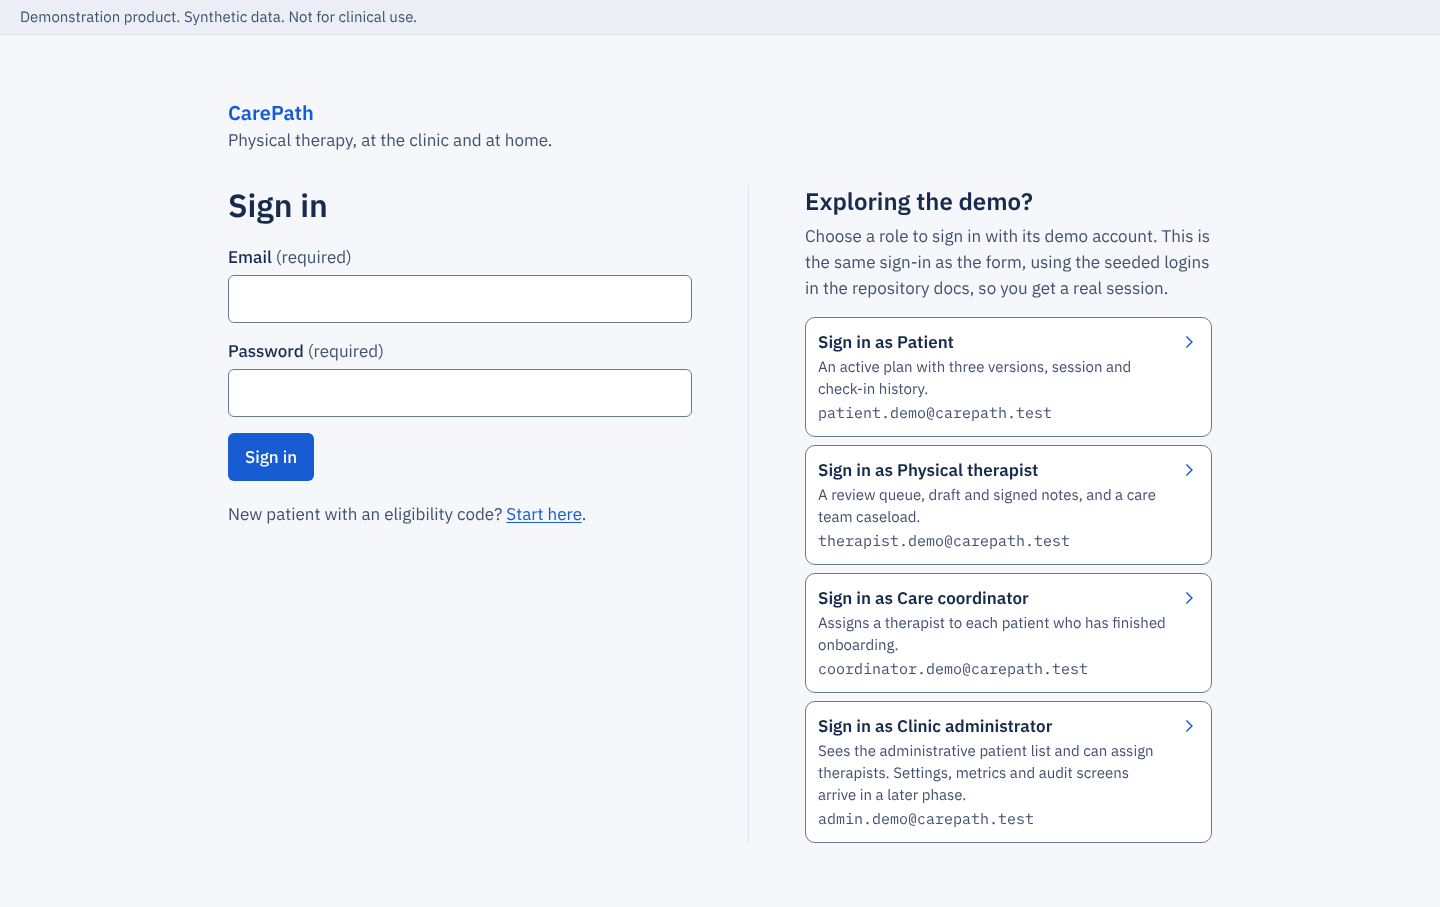 Demonstration product. Synthetic data. Not for clinical use.
CarePath
Physical therapy, at the clinic and at home.
Sign in
Email (required)
Password (required)
Sign in
New patient with an eligibility code? Start here.
Exploring the demo?
Choose a role to sign in with its demo account. This is
the same sign-in as the form, using the seeded logins
in the repository docs, so you get a real session.
Sign in as Patient
An active plan with three versions, session and
check-in history.
patient.demo@carepath.test
Sign in as Physical therapist
A review queue, draft and signed notes, and a care
team caseload.
therapist.demo@carepath.test
Sign in as Care coordinator
Assigns a therapist to each patient who has finished
onboarding.
coordinator.demo@carepath.test
Sign in as Clinic administrator
Sees the administrative patient list and can assign
therapists. Settings, metrics and audit screens
arrive in a later phase.
admin.demo@carepath.test